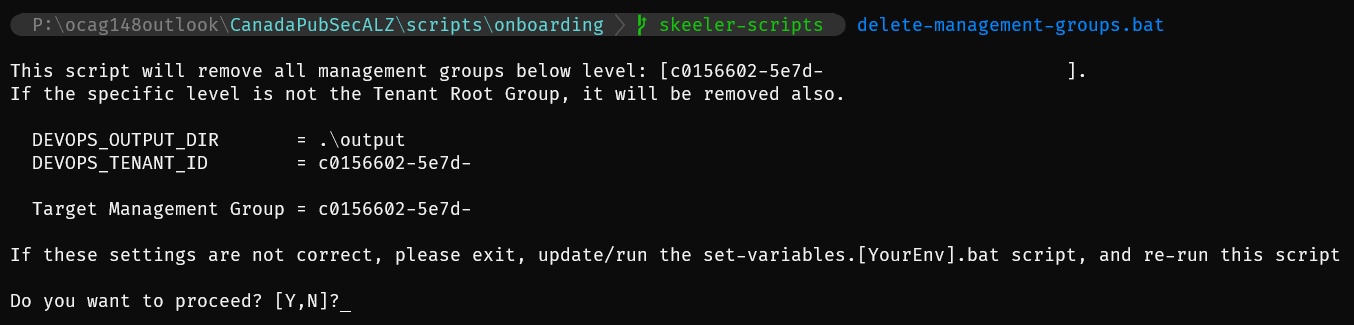 P:\ocag148outlook\CanadaPubSecALZ\scripts\onboarding skeeler-scripts delete-management-groups.bat
This script will remove all management groups below level: [c0156602-5e7d- ].
If the specific level is not the Tenant Root Group, it will be removed also.
DEVOPS_OUTPUT_DIR = .\output
DEVOPS_TENANT_ID = c0156602-5e7d-
Target Management Group = c0156602-5e7d-
If these settings are not correct, please exit, update/run the set-variables.[YourEnv].bat script, and re-run this script
Do you want to proceed? [Y,N]?_